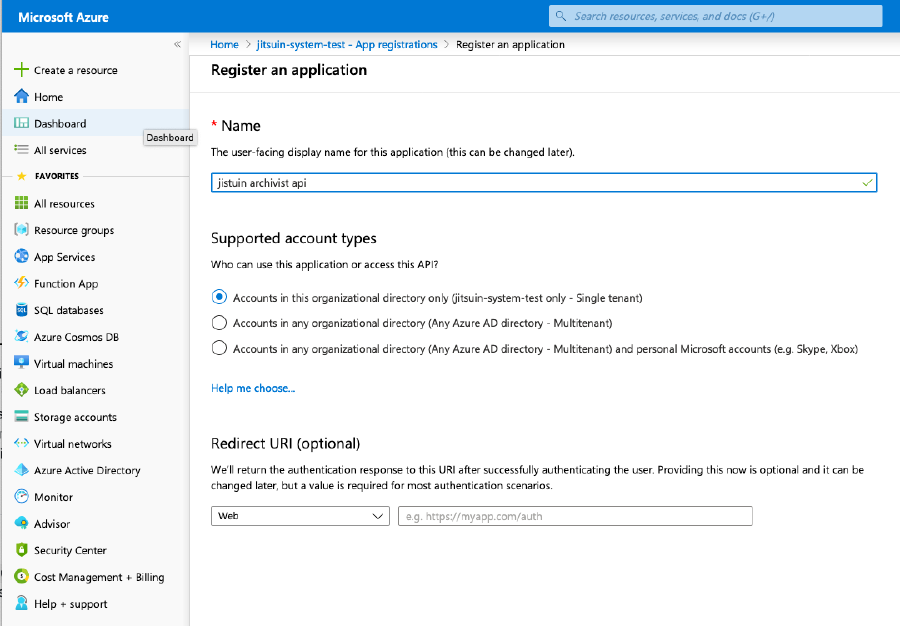 Microsoft Azure
Search resources, services, and docs (G+/)
«
Home > jitsuin-system-test - App registrations > Register an application
Register an application
Create a resource
Home
Dashboard
Dashboard
All services
FAVORITES
All resources
Resource groups
App Services
Function App
SQL databases
Azure Cosmos DB
Virtual machines
Load balancers
Storage accounts
Virtual networks
Azure Active Directory
Monitor
Advisor
Security Center
Cost Management + Billing
Help + support
* Name
The user-facing display name for this application (this can be changed later).
jistuin archivist api
Supported account types
Who can use this application or access this API?
Accounts in this organizational directory only (jitsuin-system-test only - Single tenant)
Accounts in any organizational directory (Any Azure AD directory - Multitenant)
Accounts in any organizational directory (Any Azure AD directory - Multitenant) and personal Microsoft accounts (e.g. Skype, Xbox)
Help me choose...
Redirect URI (optional)
We'll return the authentication response to this URI after successfully authenticating the user. Providing this now is optional and it can be
changed later, but a value is required for most authentication scenarios.
Web
e.g. https://myapp.com/auth